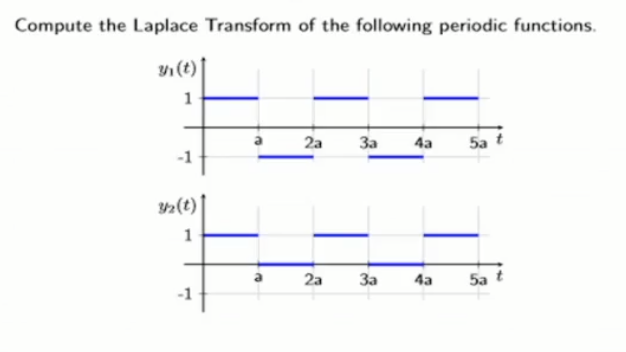 Compute the Laplace Transform of the following periodic functions.
y₁(t)
1
a 2a 3a 4a 5a t
-1
y₂(t)
1
a 2a 3a 4a 5a t
-1